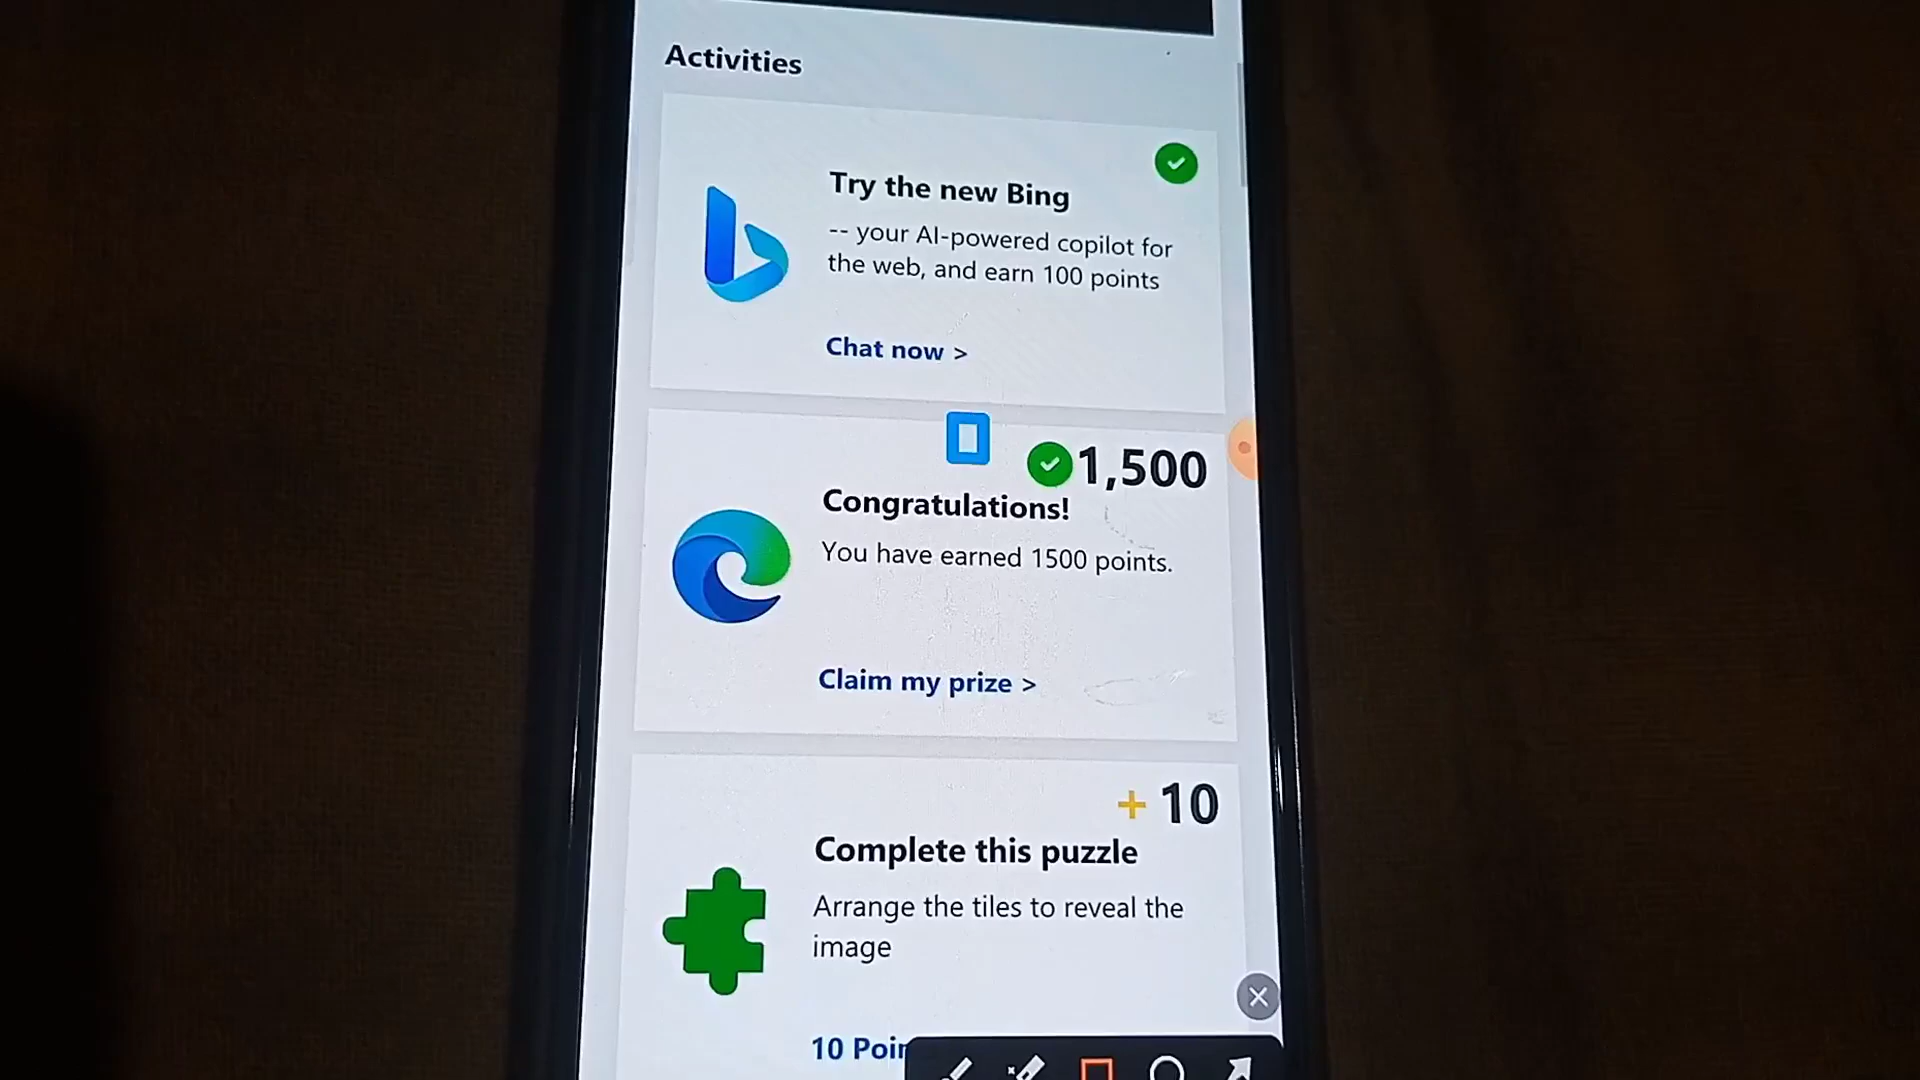 Activities
Try the new Bing
-- your AI-powered copilot for
the web, and earn 100 points
Chat now >
1,500
Congratulations!
You have earned 1500 points.
Claim my prize >
+ 10
Complete this puzzle
Arrange the tiles to reveal the
image
10